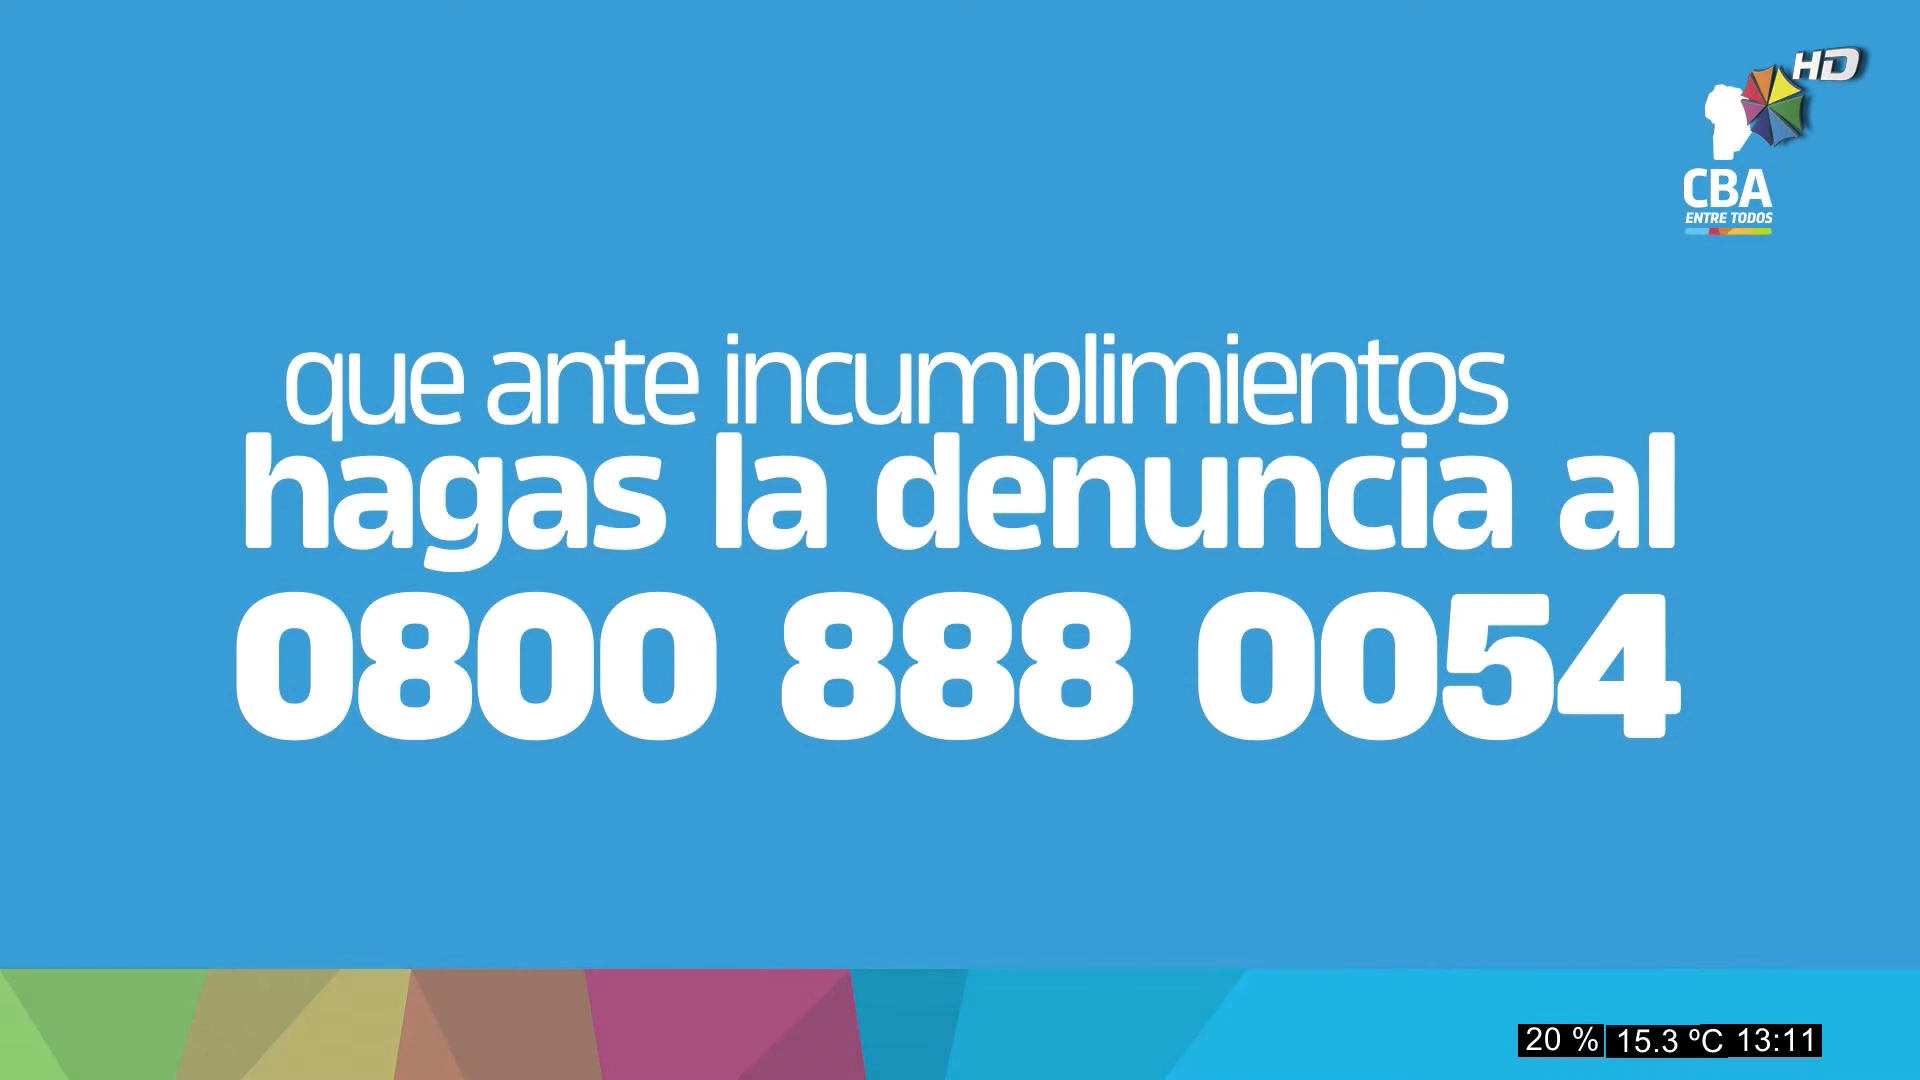 HD
CBA
ENTRE TODOS
que ante incumplimientos
hagas la denuncia al
0800 888 0054
20 % 15.3 ºC 13:11